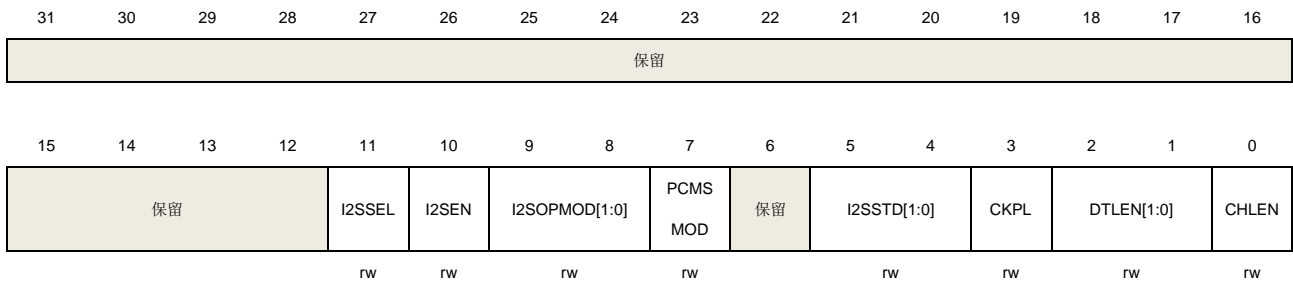 31 30 29 28 27 26 25 24 23 22 21 20 19 18 17 16
保留
15 14 13 12 11 10 9 8 7 6 5 4 3 2 1 0
保留 I2SSEL I2SEN I2SOPMOD[1:0] PCMS MOD 保留 I2SSTD[1:0] CKPL DTLEN[1:0] CHLEN
rw rw rw rw rw rw rw rw